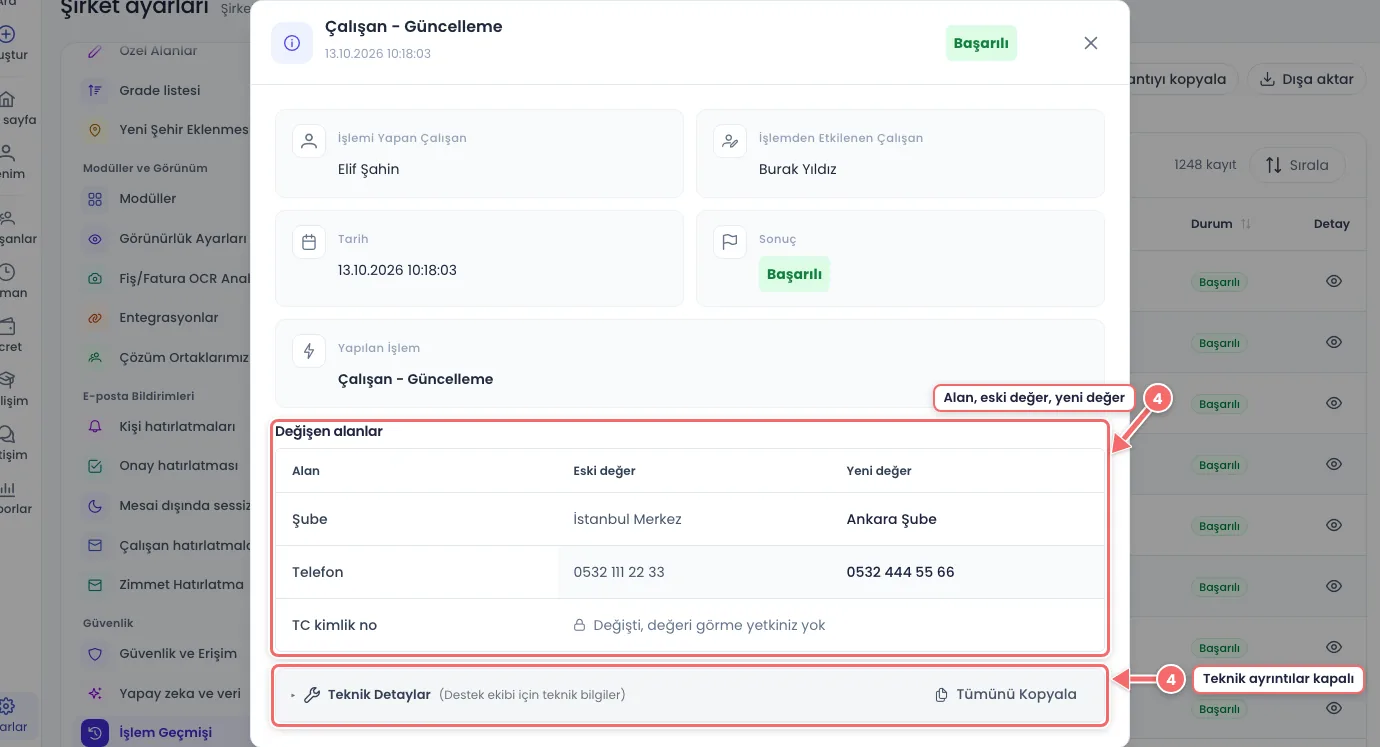 Şirket ayarları
Şirke
Özel Alanlar
Grade listesi
Yeni Şehir Eklenmes
Modüller ve Görünüm
Modüller
Görünürlük Ayarları
Fiş/Fatura OCR Anal
Entegrasyonlar
Çözüm Ortaklarımız
E-posta Bildirimleri
Kişi hatırlatmaları
Onay hatırlatması
Mesai dışında sessiz
Çalışan hatırlatmala
Zimmet Hatırlatma
Güvenlik
Güvenlik ve Erişim
Yapay zeka ve veri
İşlem Geçmişi
Çalışan - Güncelleme
13.10.2026 10:18:03
Başarılı
İşlemi Yapan Çalışan
Elif Şahin
İşlemden Etkilenen Çalışan
Burak Yıldız
Tarih
13.10.2026 10:18:03
Sonuç
Başarılı
Yapılan İşlem
Çalışan - Güncelleme
Alan, eski değer, yeni değer
4
Değişen alanlar
Alan Eski değer Yeni değer
Şube İstanbul Merkez Ankara Şube
Telefon 0532 111 22 33 0532 444 55 66
TC kimlik no Değişti, değeri görme yetkiniz yok
Teknik Detaylar (Destek ekibi için teknik bilgiler) Tümünü Kopyala
4
Teknik ayrıntılar kapalı
antıyı kopyala
Dışa aktar
1248 kayıt
Sırala
Durum Detay
Başarılı
Başarılı
Başarılı
Başarılı
Başarılı
Başarılı
Başarılı
Başarılı